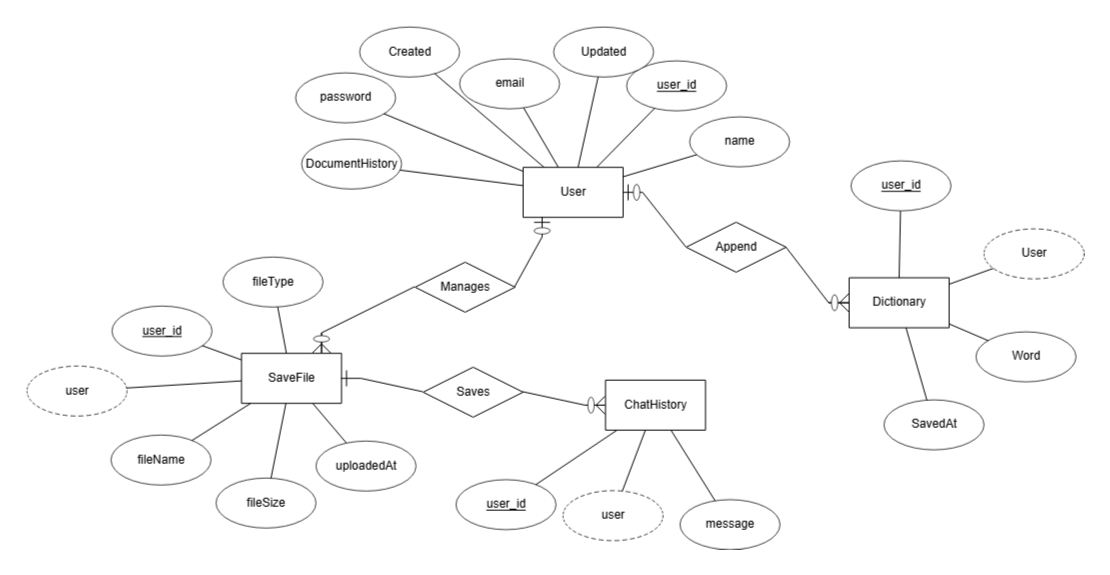 Created
Updated
email
user_id
password
name
DocumentHistory
User
user_id
Append
User
fileType
Manages
Dictionary
user_id
Word
SaveFile
user
Saves
ChatHistory
SavedAt
fileName
uploadedAt
fileSize
user_id
user
message